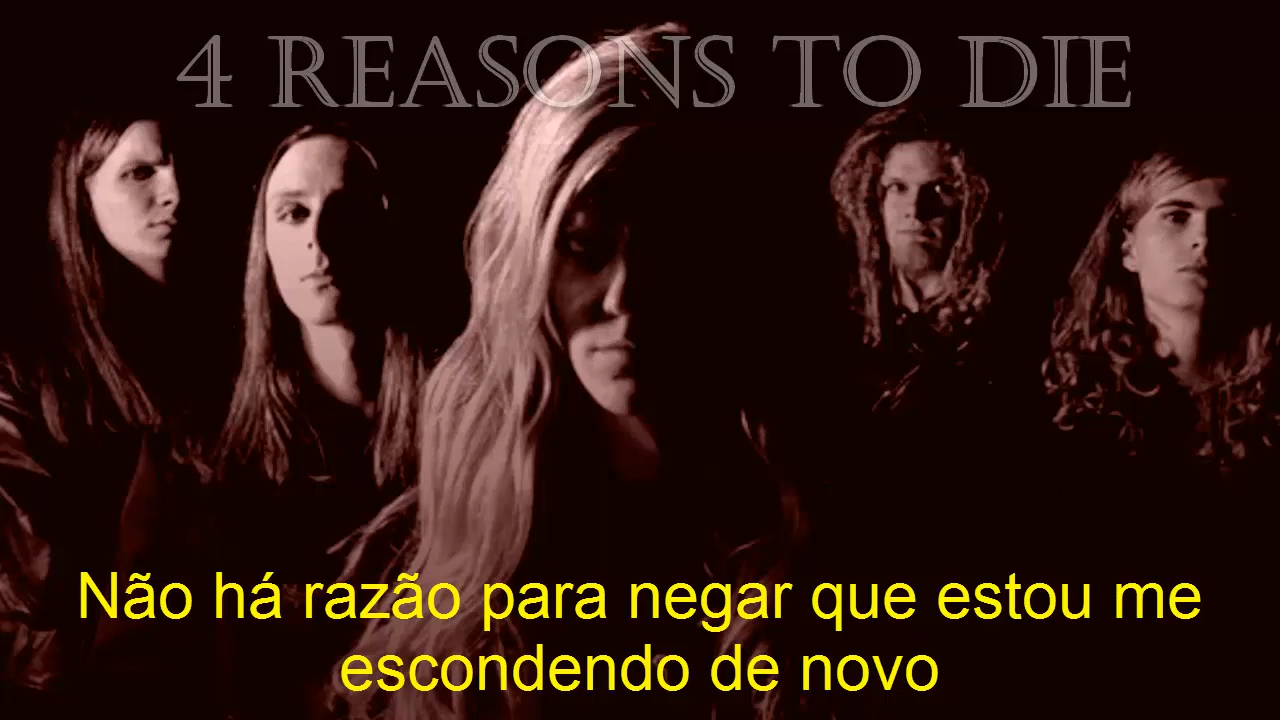 4 REASONS TO DIE
Não há razão para negar que estou me
escondendo de novo